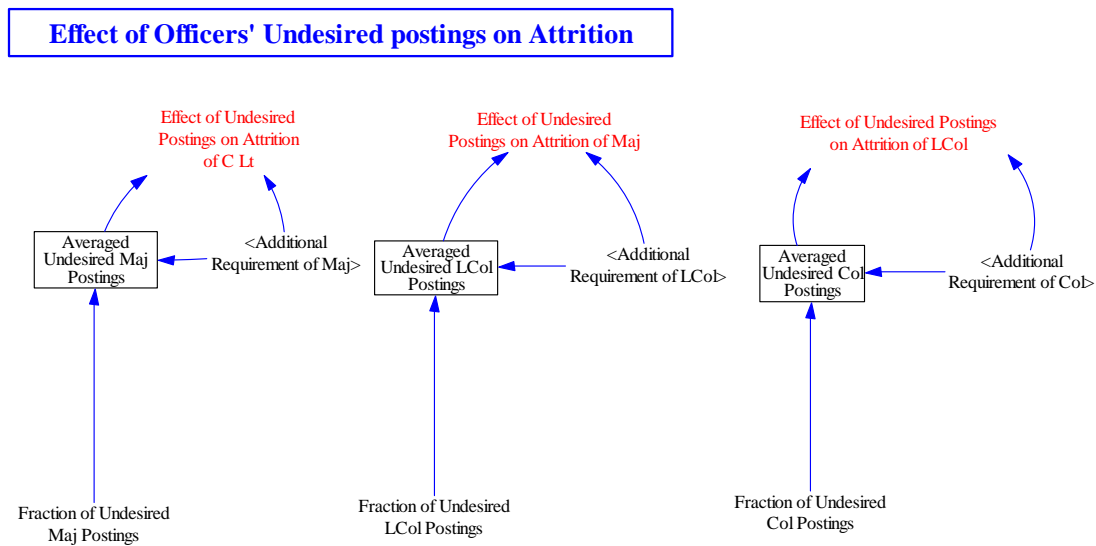 Effect of Officers' Undesired postings on Attrition
Effect of Undesired
Postings on Attrition
of C Lt
Averaged
Undesired Maj
Postings
<Additional
Requirement of Maj>
Fraction of Undesired
Maj Postings
Effect of Undesired
Postings on Attrition of Maj
Averaged
Undesired LCol
Postings
<Additional
Requirement of LCol>
Fraction of Undesired
LCol Postings
Effect of Undesired Postings
on Attrition of LCol
Averaged
Undesired Col
Postings
<Additional
Requirement of Col>
Fraction of Undesired
Col Postings